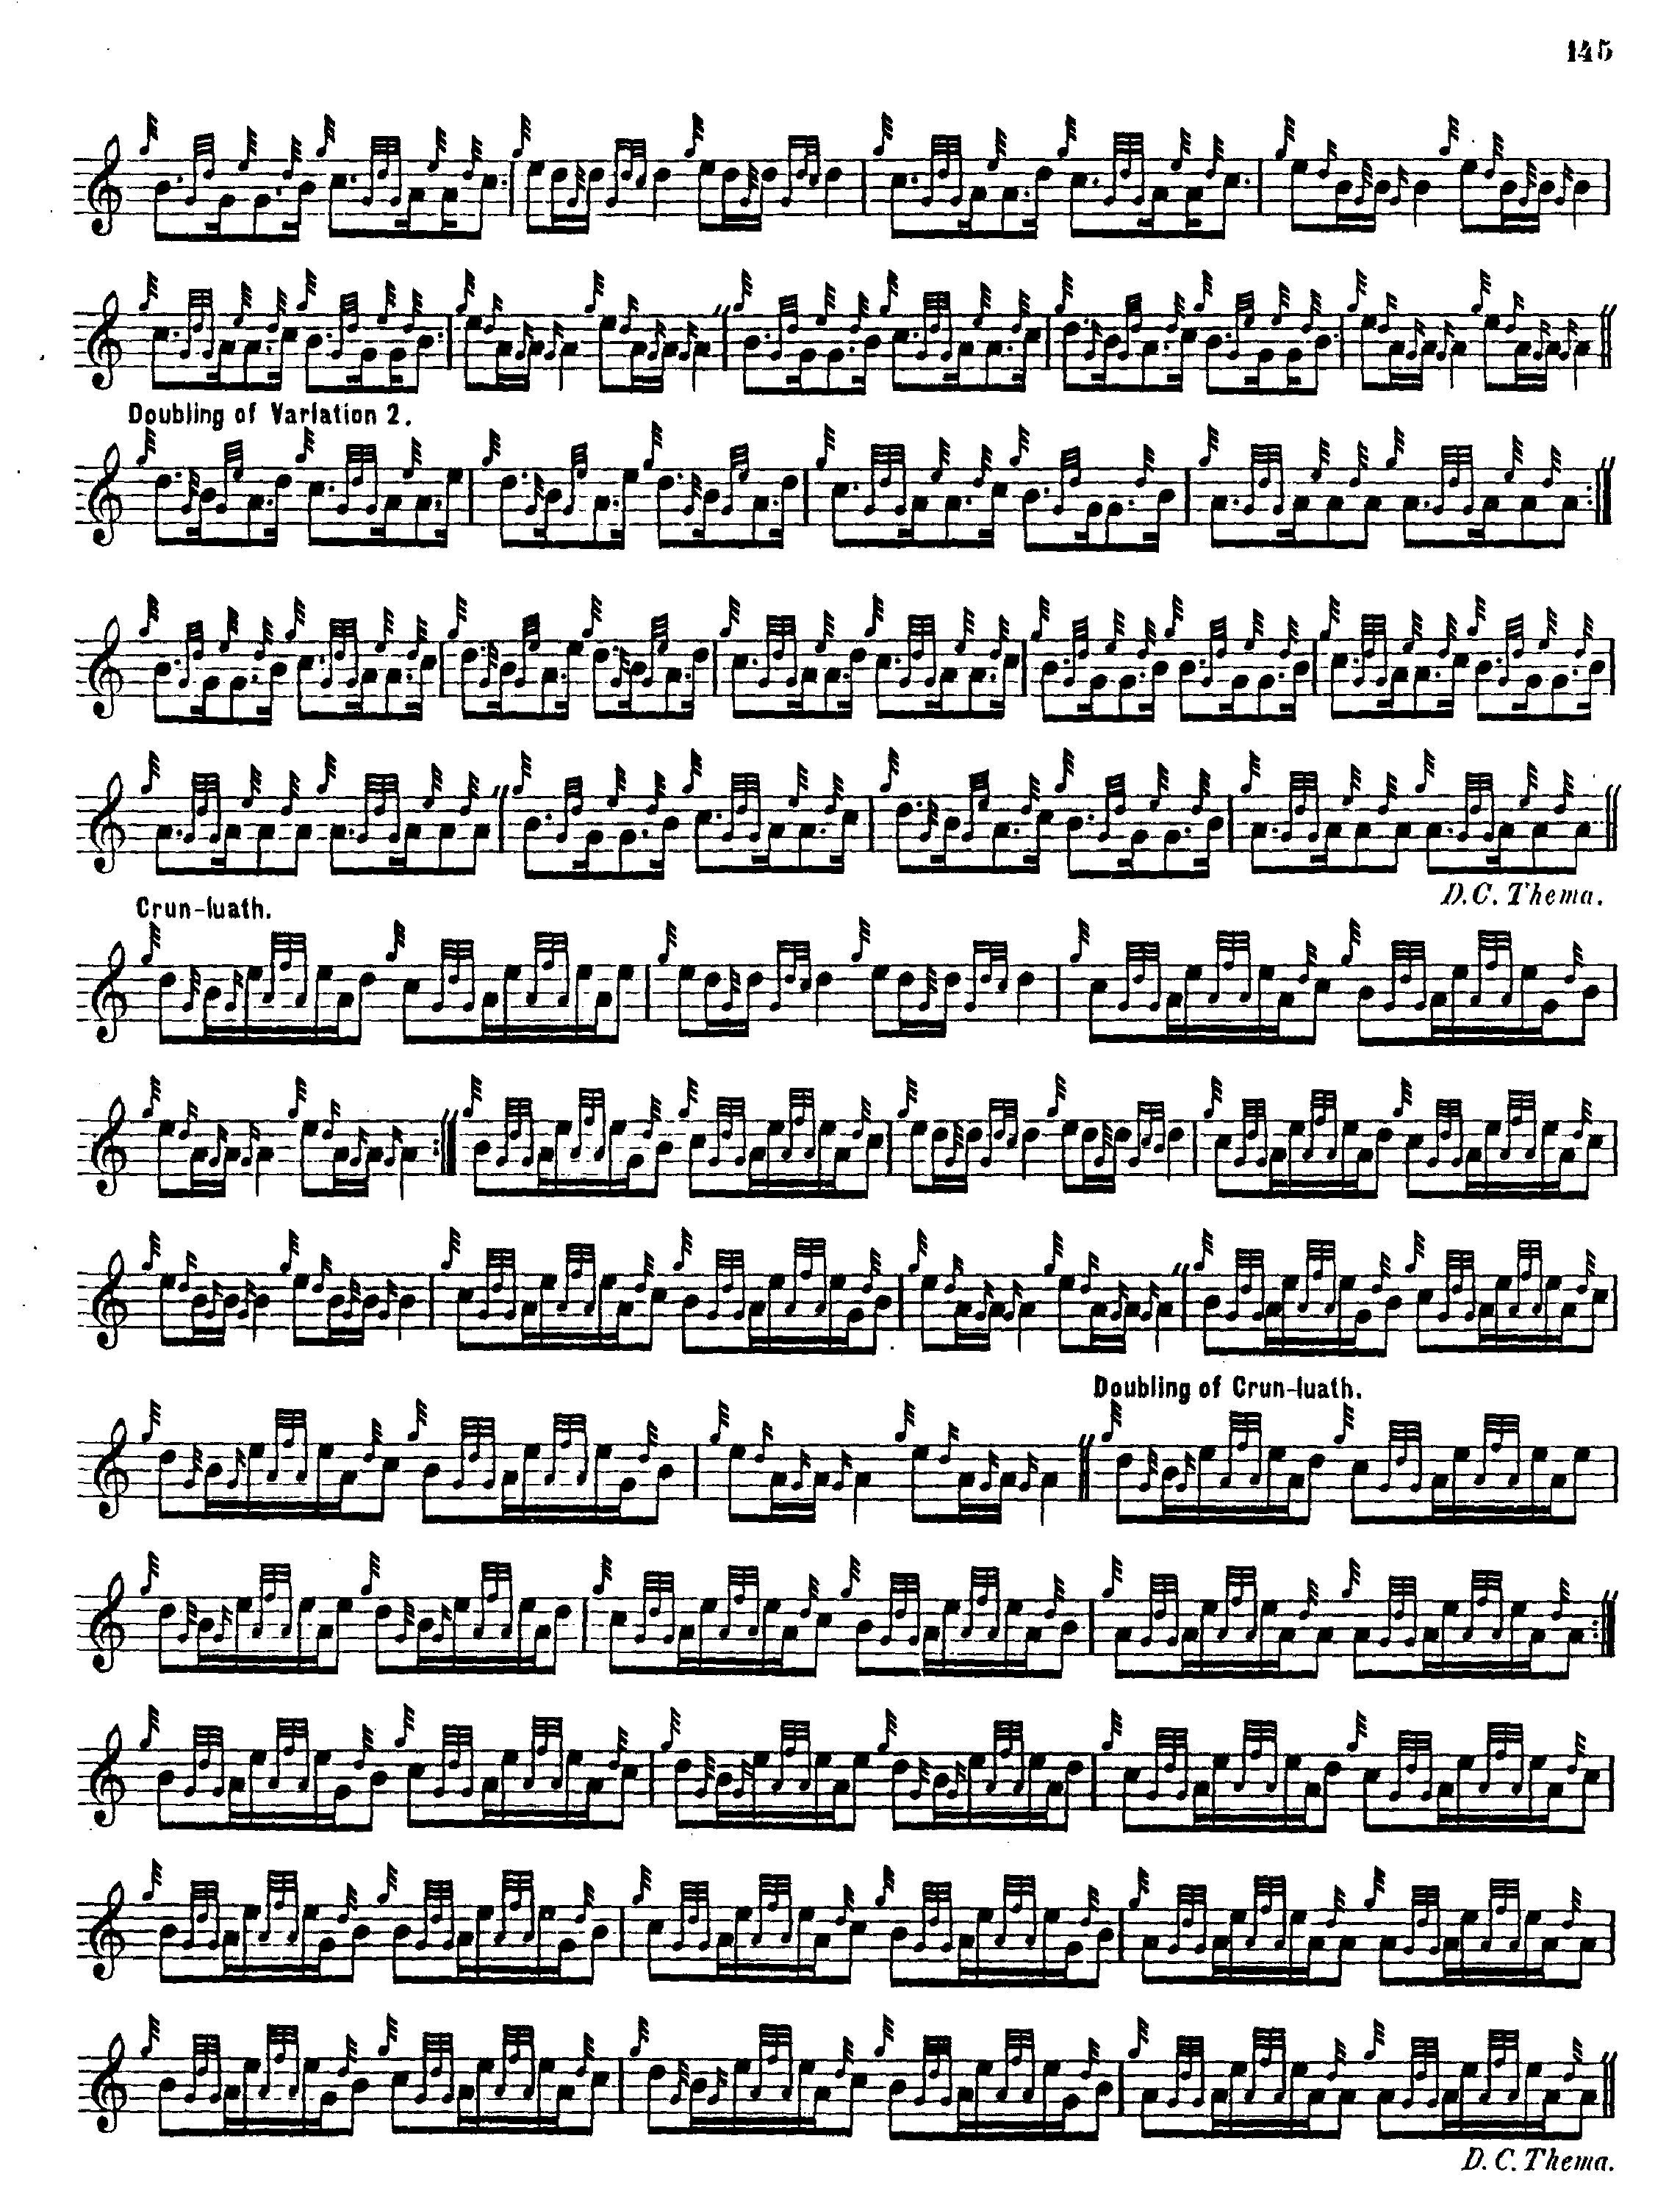 145
Doubling of Variation 2.
D.C. Thema.
Crun-luath.
Doubling of Crun-luath.
D.C. Thema.